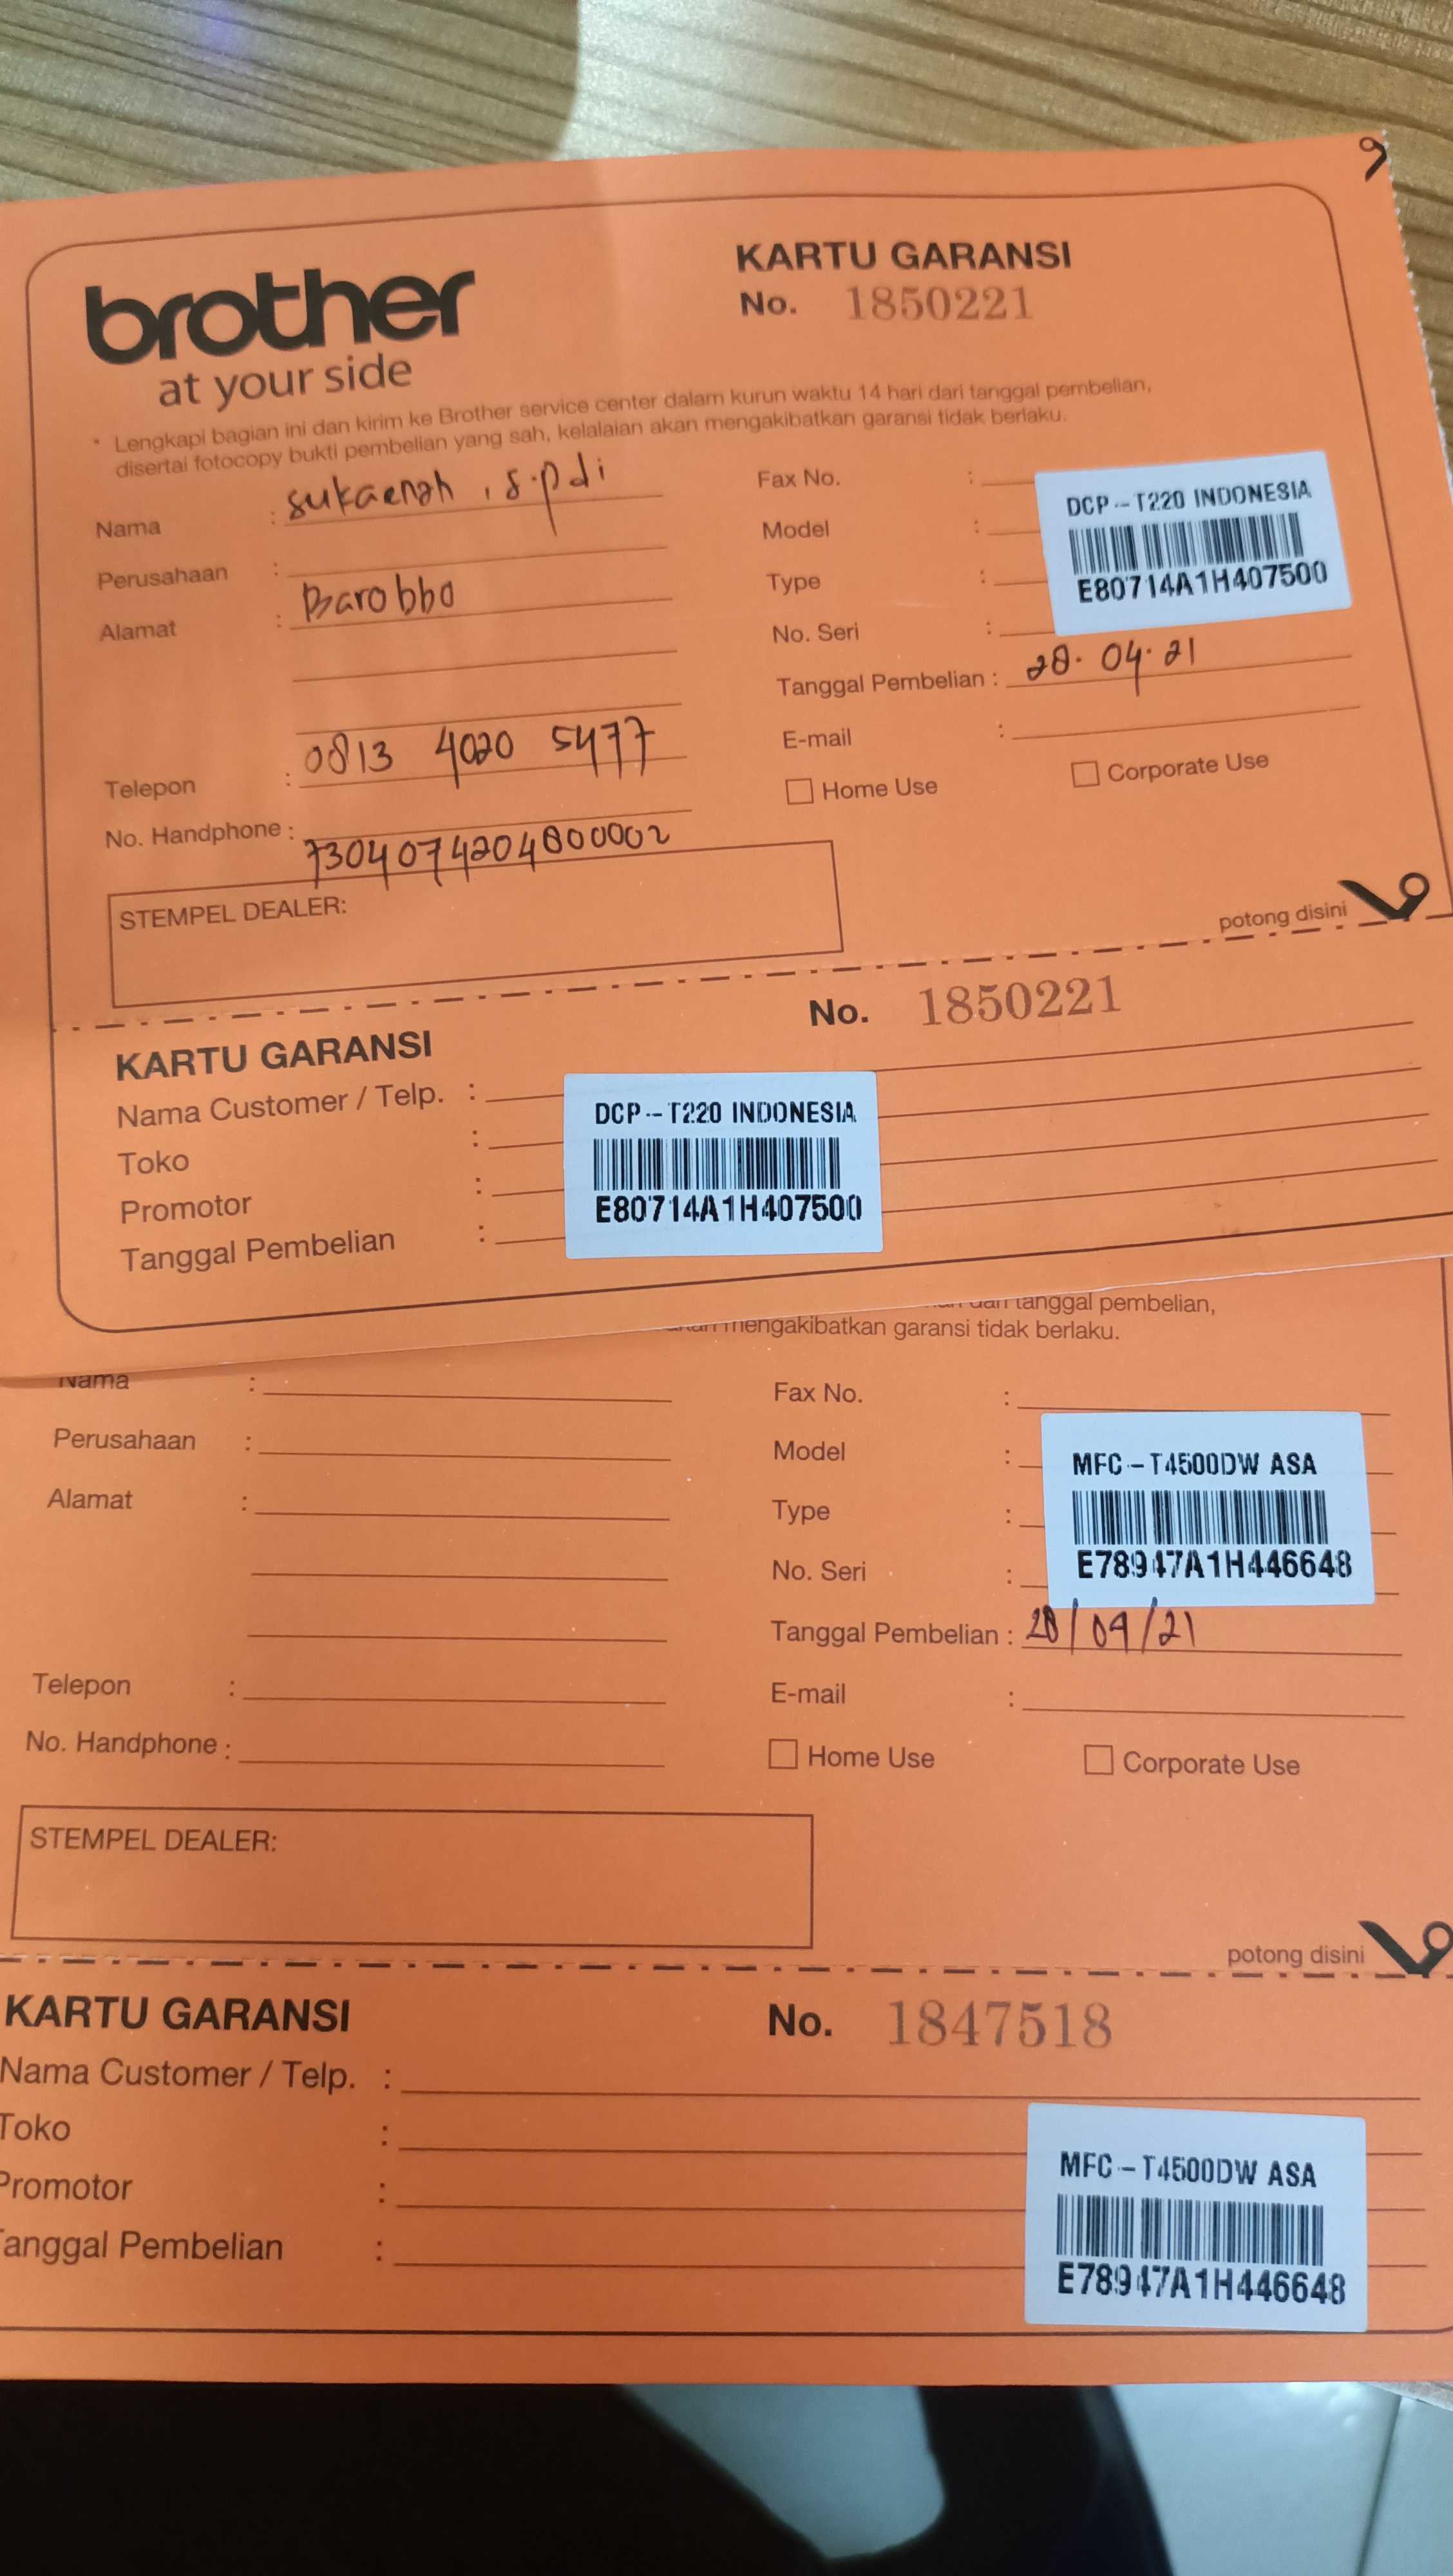 brother
at your side
KARTU GARANSI
No. 1850221
* Lengkapi bagian ini dan kirim ke Brother service center dalam kurun waktu 14 hari dari tanggal pembelian,
disertai fotocopy bukti pembelian yang sah, kelalaian akan mengakibatkan garansi tidak berlaku.
Nama : sukaenah, s.pdi
Perusahaan :
Alamat : Barobbo
Telepon : 0813 4020 5477
No. Handphone : 7304074204800002
Fax No. :
Model :
DCP-T220 INDONESIA
Type :
E80714A1H407500
No. Seri :
Tanggal Pembelian : 28.04.21
E-mail :
Home Use
Corporate Use
STEMPEL DEALER:
potong disini
KARTU GARANSI
No. 1850221
Nama Customer / Telp. :
Toko :
Promotor :
Tanggal Pembelian :
DCP-T220 INDONESIA
E80714A1H407500
dari tanggal pembelian,
mengakibatkan garansi tidak berlaku.
Nama :
Perusahaan :
Alamat :
Telepon :
No. Handphone :
Fax No. :
Model :
MFC-T4500DW ASA
Type :
No. Seri :
E78947A1H446648
Tanggal Pembelian : 28/04/21
E-mail :
Home Use
Corporate Use
STEMPEL DEALER:
potong disini
KARTU GARANSI
No. 1847518
Nama Customer / Telp. :
Toko :
Promotor :
Tanggal Pembelian :
MFC-T4500DW ASA
E78947A1H446648